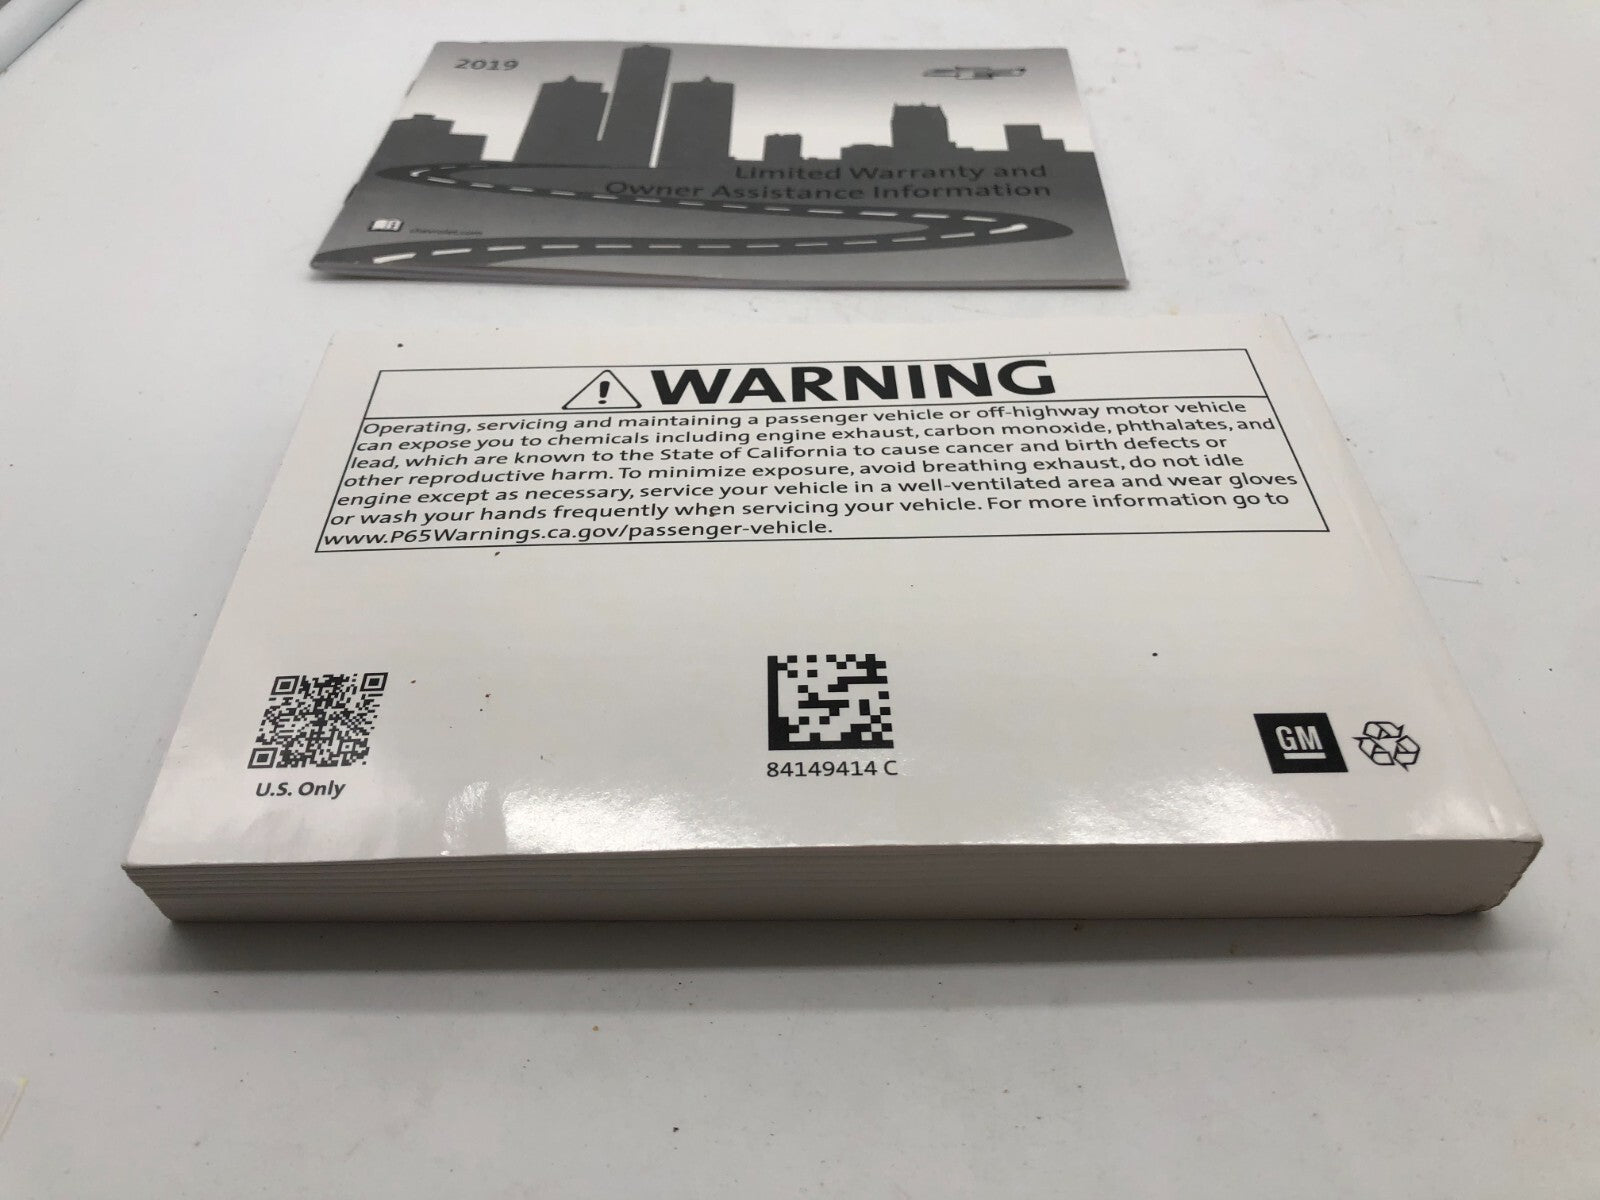 2019
Limited Warranty and
Owner Assistance Information
chevrolet.com
WARNING
Operating, servicing and maintaining a passenger vehicle or off-highway motor vehicle
can expose you to chemicals including engine exhaust, carbon monoxide, phthalates, and
lead, which are known to the State of California to cause cancer and birth defects or
other reproductive harm. To minimize exposure, avoid breathing exhaust, do not idle
engine except as necessary, service your vehicle in a well-ventilated area and wear gloves
or wash your hands frequently when servicing your vehicle. For more information go to
www.P65Warnings.ca.gov/passenger-vehicle.
U.S. Only
84149414 C
GM